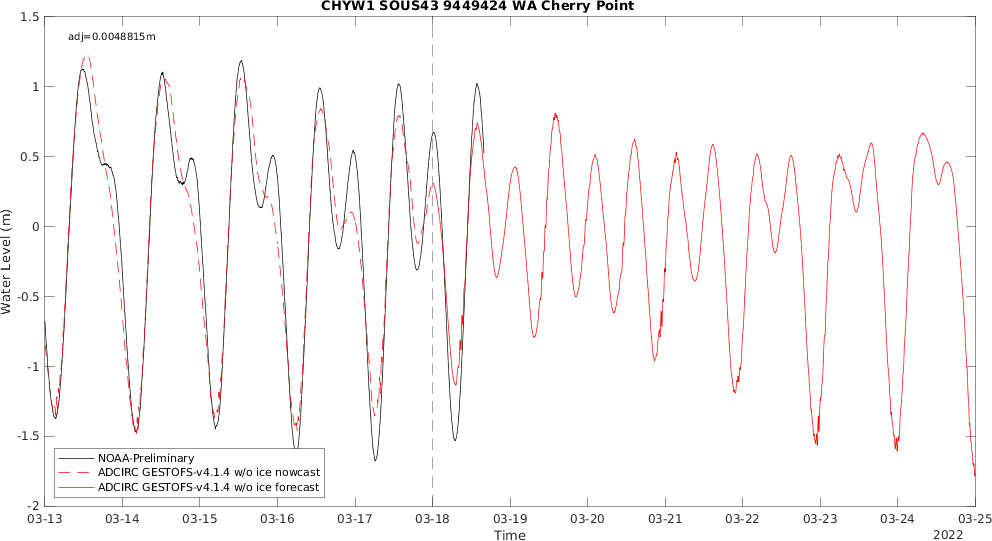 CHYW1 SOUS43 9449424 WA Cherry Point
adj=0.0048815m
1.5
1
0.5
0
-0.5
-1
-1.5
-2
Water Level (m)
NOAA-Preliminary
ADCIRC GESTOFS-v4.1.4 w/o ice nowcast
ADCIRC GESTOFS-v4.1.4 w/o ice forecast
03-13 03-14 03-15 03-16 03-17 03-18 03-19 03-20 03-21 03-22 03-23 03-24 03-25
Time
2022